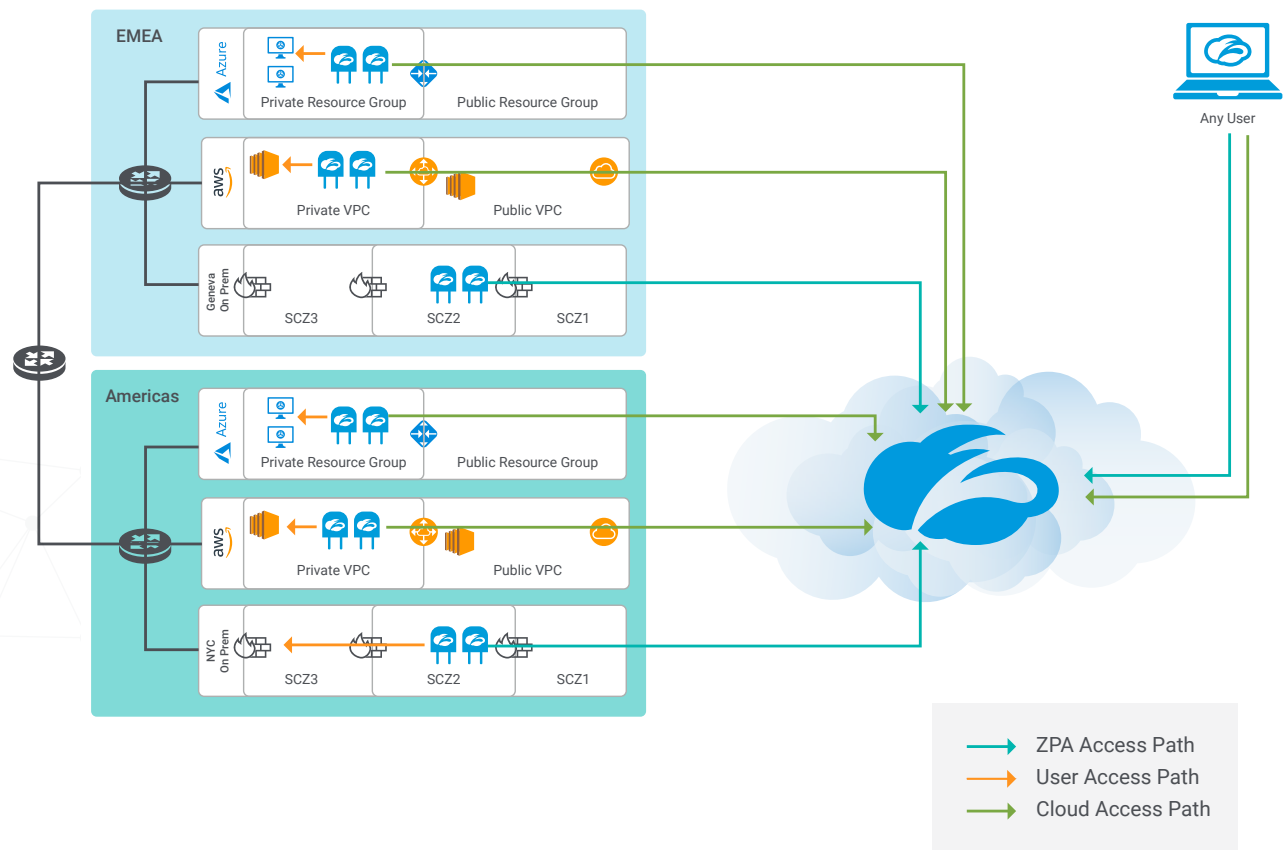 EMEA
Azure
Private Resource Group
Public Resource Group
Any User
aws
Private VPC
Public VPC
Geneva
On Prem
SCZ3
SCZ2
SCZ1
Americas
Azure
Private Resource Group
Public Resource Group
aws
Private VPC
Public VPC
NYC
On Prem
SCZ3
SCZ2
SCZ1
ZPA Access Path
User Access Path
Cloud Access Path